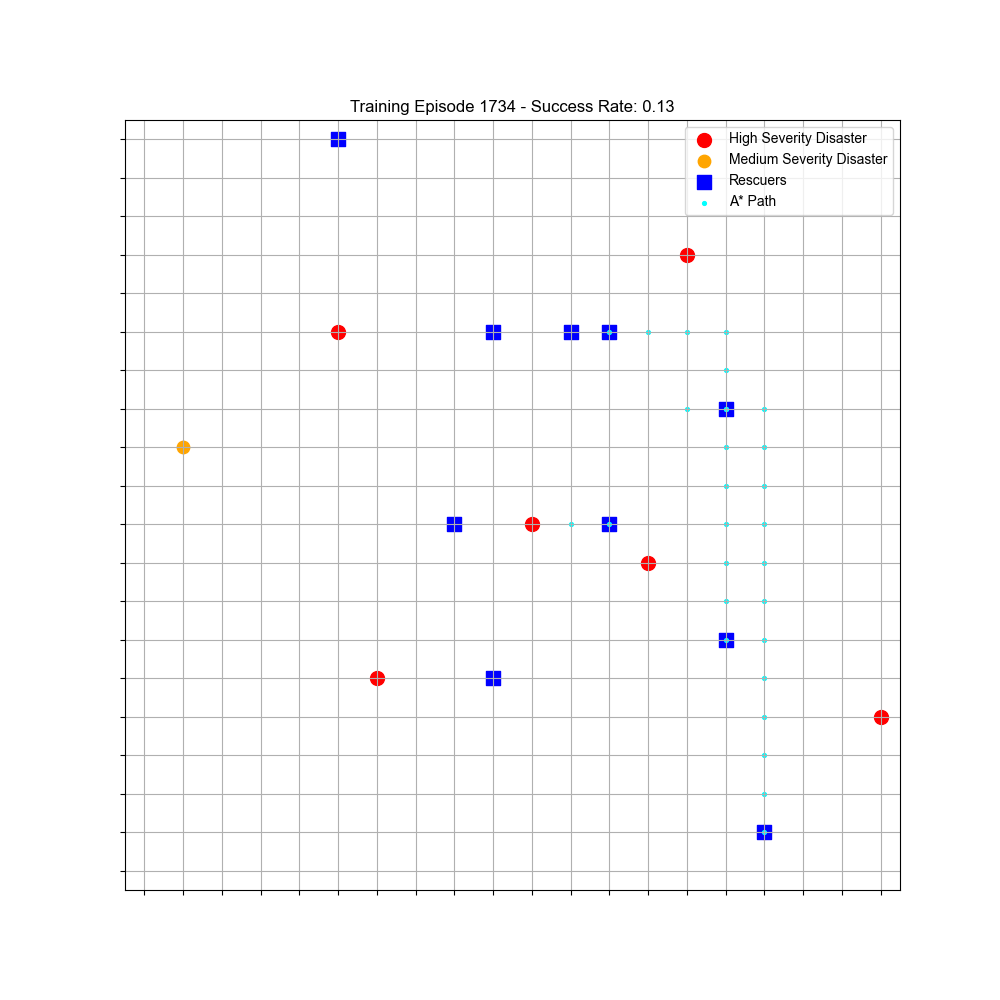 Training Episode 1734 - Success Rate: 0.13
High Severity Disaster
Medium Severity Disaster
Rescuers
A* Path